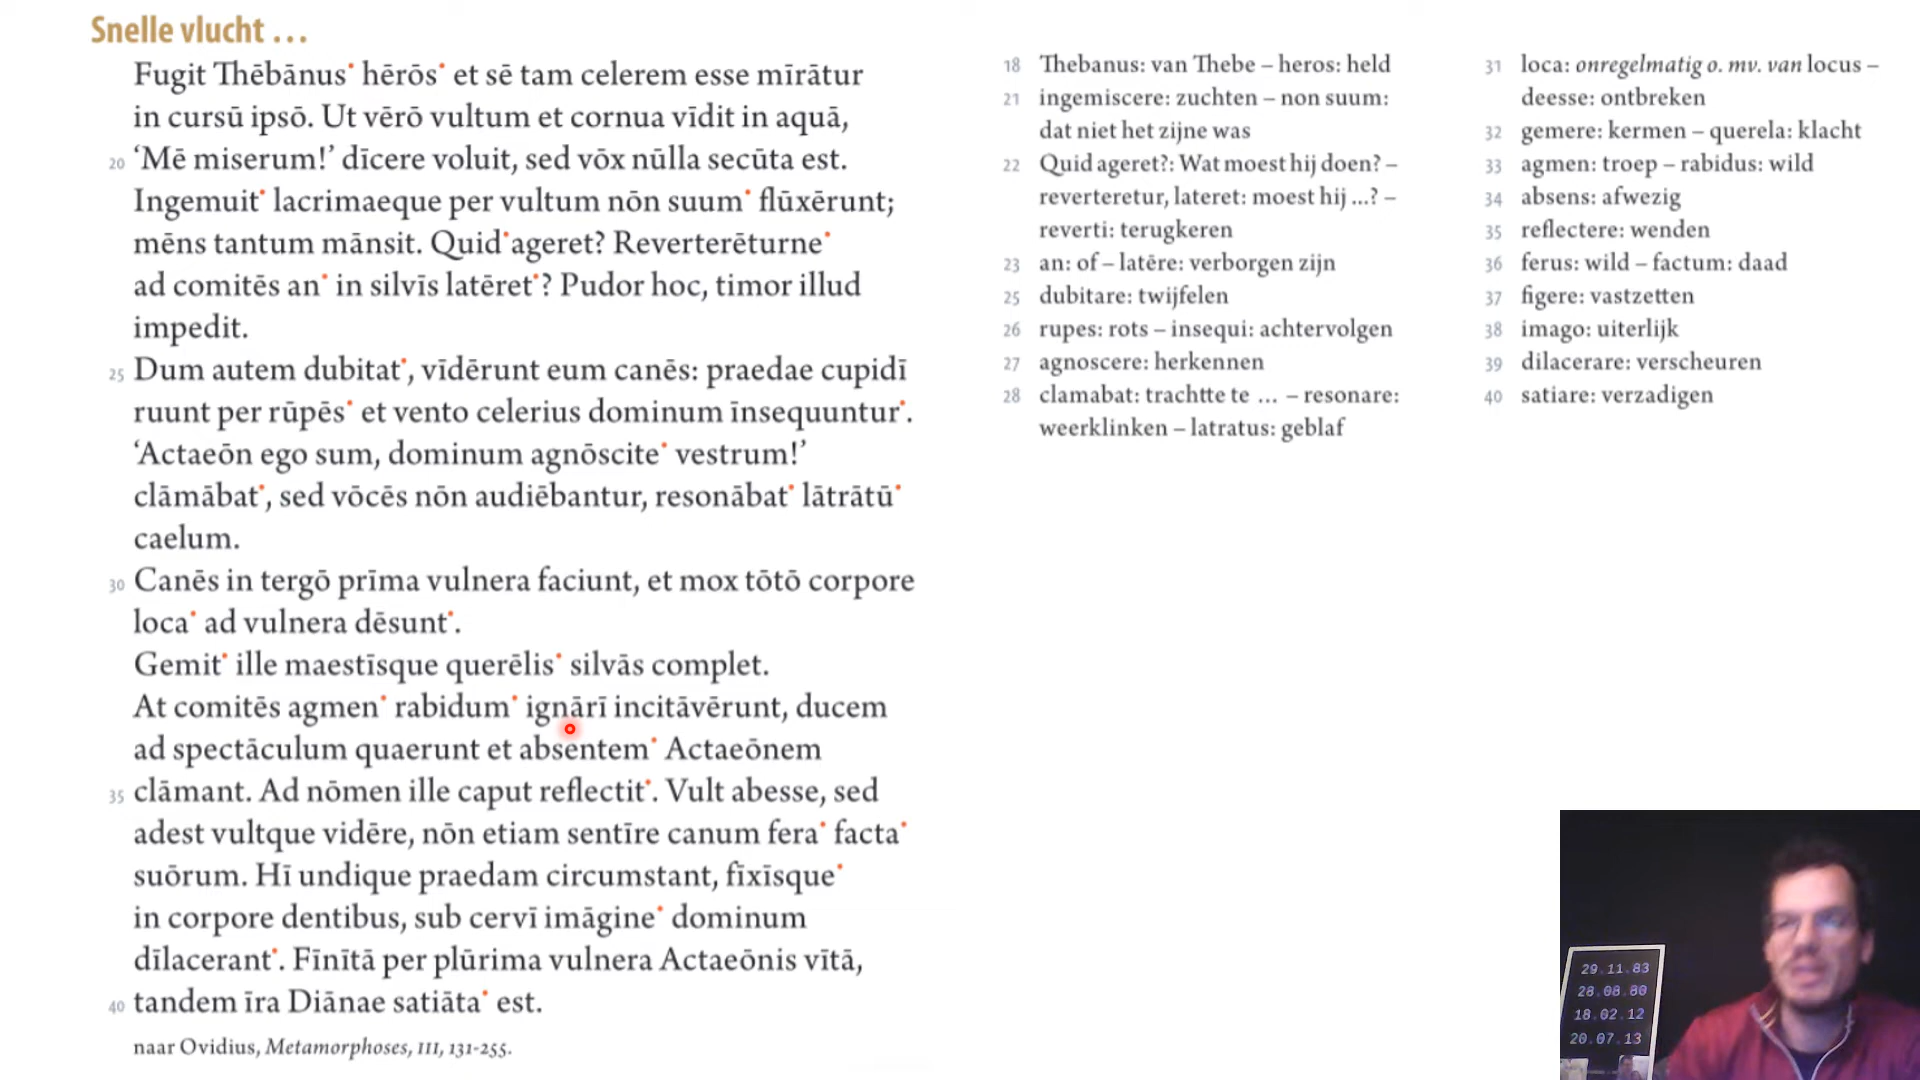 Snelle vlucht …
Fugit Thēbānus• hērōs• et sē tam celerem esse mīrātur
in cursū ipsō. Ut vērō vultum et cornua vīdit in aquā,
20 ‘Mē miserum!’ dīcere voluit, sed vōx nūlla secūta est.
Ingemuit• lacrimaeque per vultum nōn suum• flūxērunt;
mēns tantum mānsit. Quid•ageret? Reverterēturne•
ad comitēs an• in silvīs latēret•? Pudor hoc, timor illud
impedit.
25 Dum autem dubitat•, vīdērunt eum canēs: praedae cupidī
ruunt per rūpēs• et vento celerius dominum īnsequuntur•.
‘Actaeōn ego sum, dominum agnōscite• vestrum!’
clāmābat•, sed vōcēs nōn audiēbantur, resonābat• lātrātū•
caelum.
30 Canēs in tergō prīma vulnera faciunt, et mox tōtō corpore
loca• ad vulnera dēsunt•.
Gemit• ille maestīsque querēlis• silvās complet.
At comitēs agmen• rabidum• ignārī incitāvērunt, ducem
ad spectāculum quaerunt et absentem• Actaeōnem
35 clāmant. Ad nōmen ille caput reflectit•. Vult abesse, sed
adest vultque vidēre, nōn etiam sentīre canum fera• facta•
suōrum. Hī undique praedam circumstant, fīxīsque•
in corpore dentibus, sub cervī imāgine• dominum
dīlacerant•. Fīnītā per plūrima vulnera Actaeōnis vītā,
40 tandem īra Diānae satiāta• est.
naar Ovidius, Metamorphoses, III, 131-255.
18 Thebanus: van Thebe – heros: held
21 ingemiscere: zuchten – non suum:
dat niet het zijne was
22 Quid ageret?: Wat moest hij doen? –
reverteretur, lateret: moest hij ...? –
reverti: terugkeren
23 an: of – latēre: verborgen zijn
25 dubitare: twijfelen
26 rupes: rots – insequi: achtervolgen
27 agnoscere: herkennen
28 clamabat: trachtte te … – resonare:
weerklinken – latratus: geblaf
31 loca: onregelmatig o. mv. van locus –
deesse: ontbreken
32 gemere: kermen – querela: klacht
33 agmen: troep – rabidus: wild
34 absens: afwezig
35 reflectere: wenden
36 ferus: wild – factum: daad
37 figere: vastzetten
38 imago: uiterlijk
39 dilacerare: verscheuren
40 satiare: verzadigen
29.11.83
28.08.80
18.02.12
20.07.13